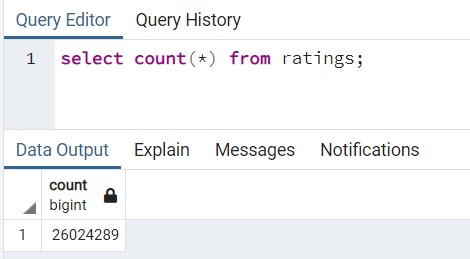 Query Editor Query History
1 select count(*) from ratings;
Data Output Explain Messages Notifications
count
bigint
1 26024289